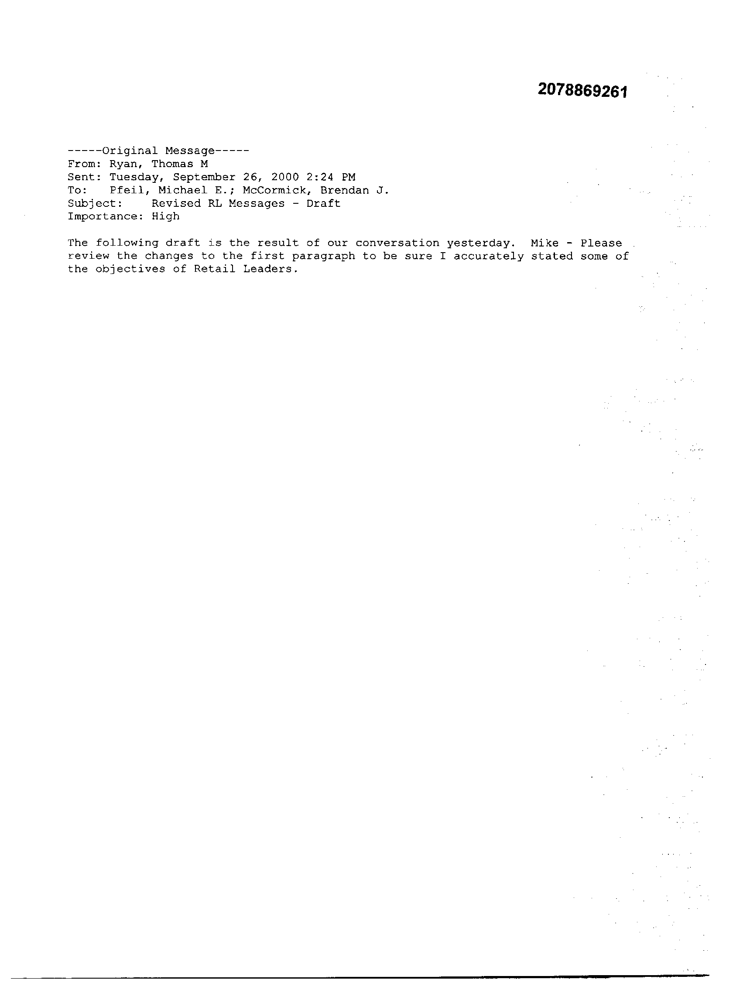 2078869261
-----Original Message-----
From: Ryan, Thomas M
Sent: Tuesday, September 26, 2000 2:24 PM
To: Pfeil, Michael E.; McCormick, Brendan J.
Subject: Revised RL Messages - Draft
Importance: High
The following draft is the result of our conversation yesterday. Mike - Please
review the changes to the first paragraph to be sure I accurately stated some of
the objectives of Retail Leaders.